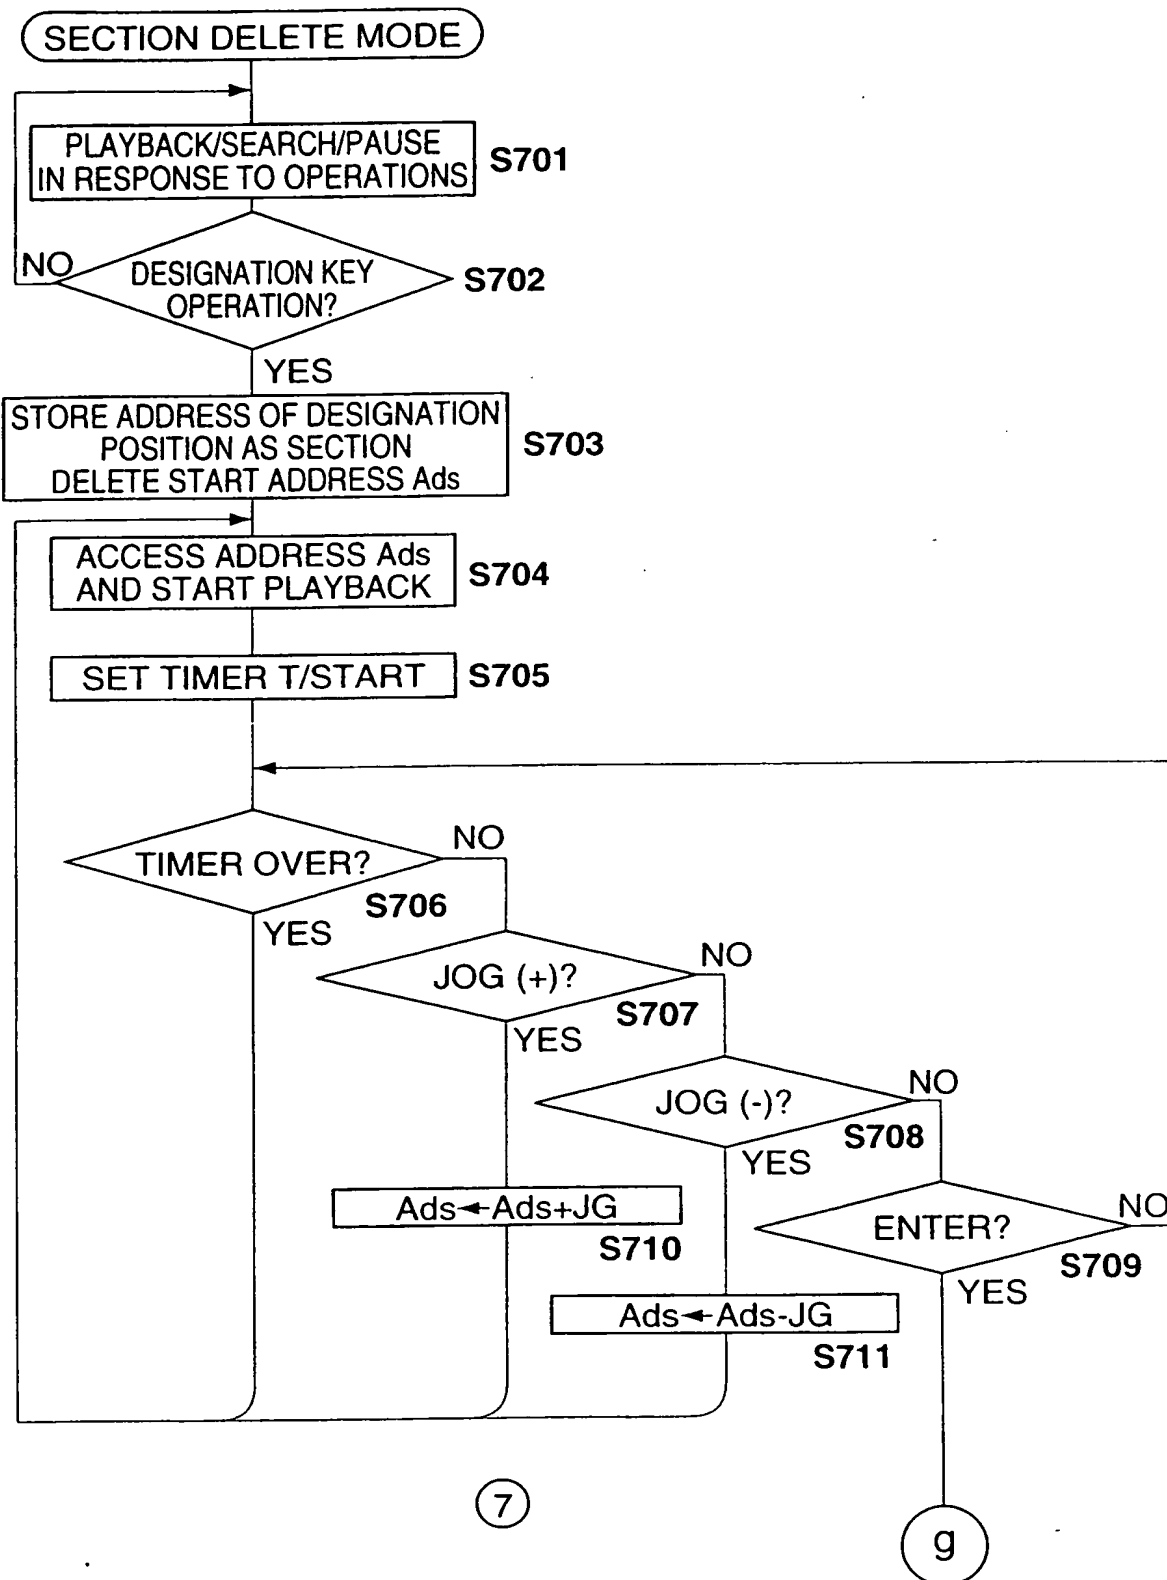 SECTION DELETE MODE
PLAYBACK/SEARCH/PAUSE
IN RESPONSE TO OPERATIONS
S701
NO
DESIGNATION KEY
OPERATION?
S702
YES
STORE ADDRESS OF DESIGNATION
POSITION AS SECTION
DELETE START ADDRESS Ads
S703
ACCESS ADDRESS Ads
AND START PLAYBACK
S704
SET TIMER T/START
S705
TIMER OVER?
NO
S706
YES
JOG (+)?
NO
S707
YES
JOG (-)?
NO
S708
YES
Ads←Ads+JG
S710
ENTER?
NO
S709
YES
Ads←Ads-JG
S711
7
g